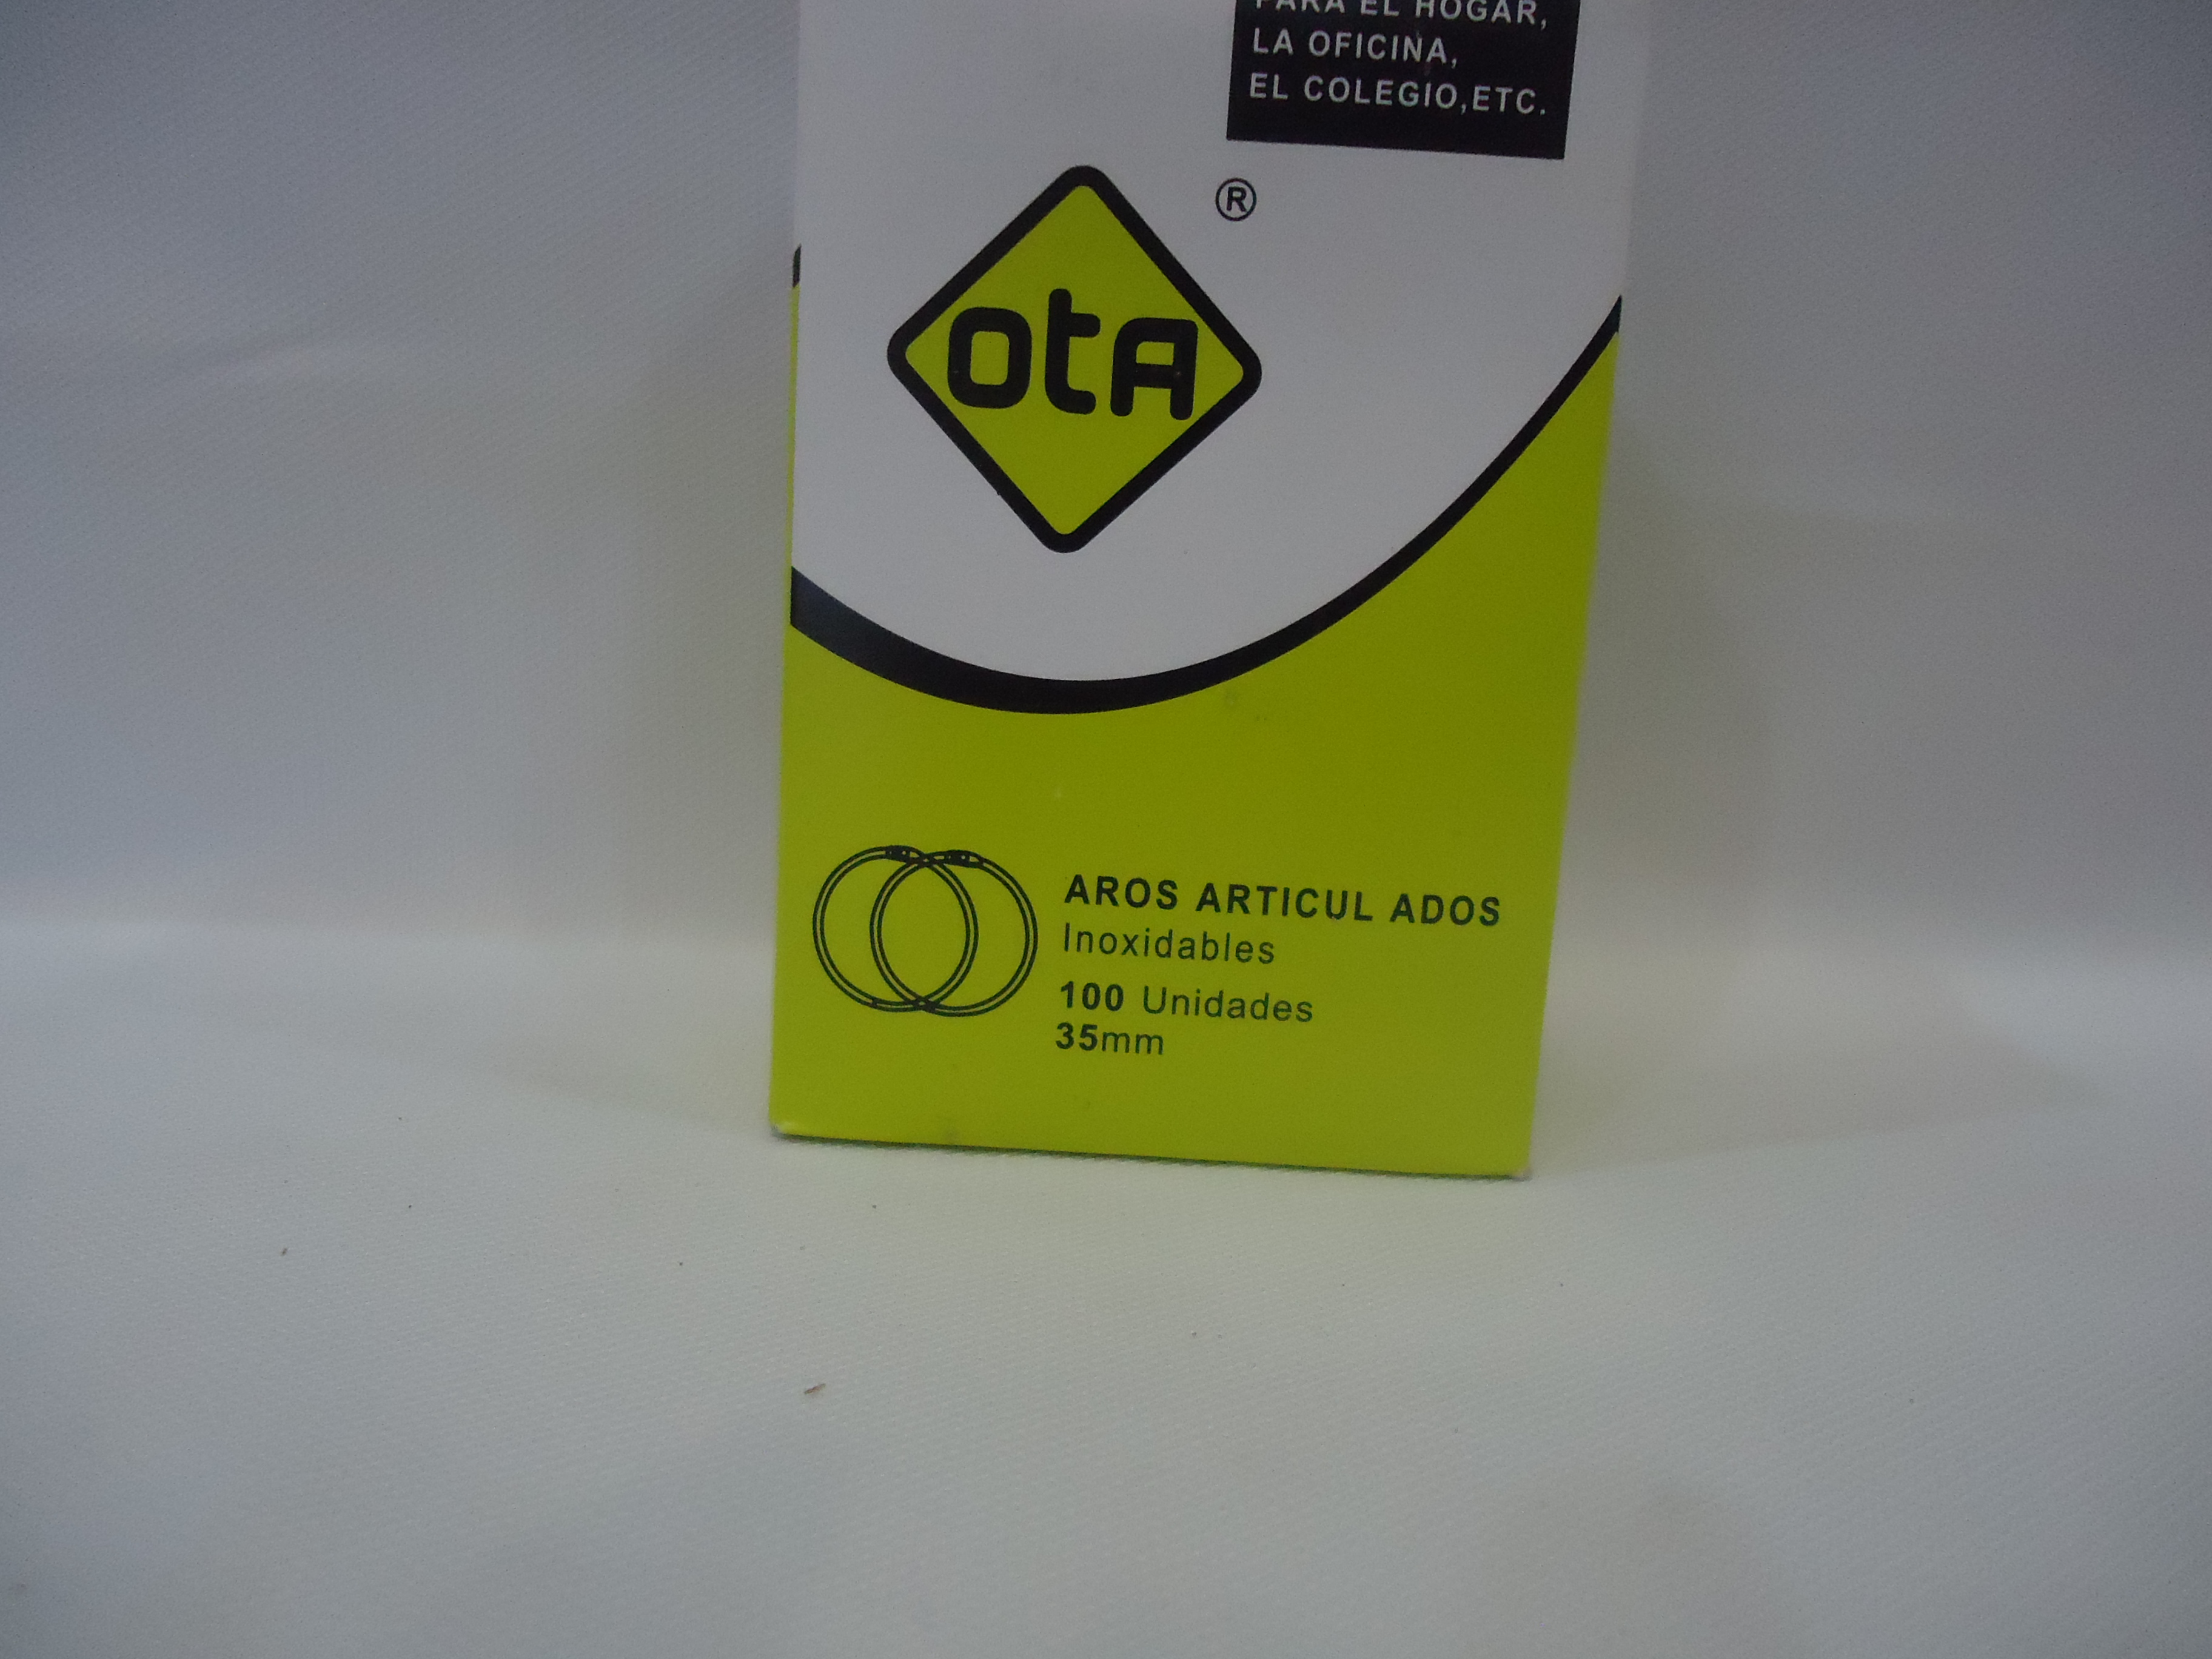 PARA EL HOGAR,
LA OFICINA,
EL COLEGIO,ETC.
®
otA
AROS ARTICUL ADOS
Inoxidables
100 Unidades
35mm